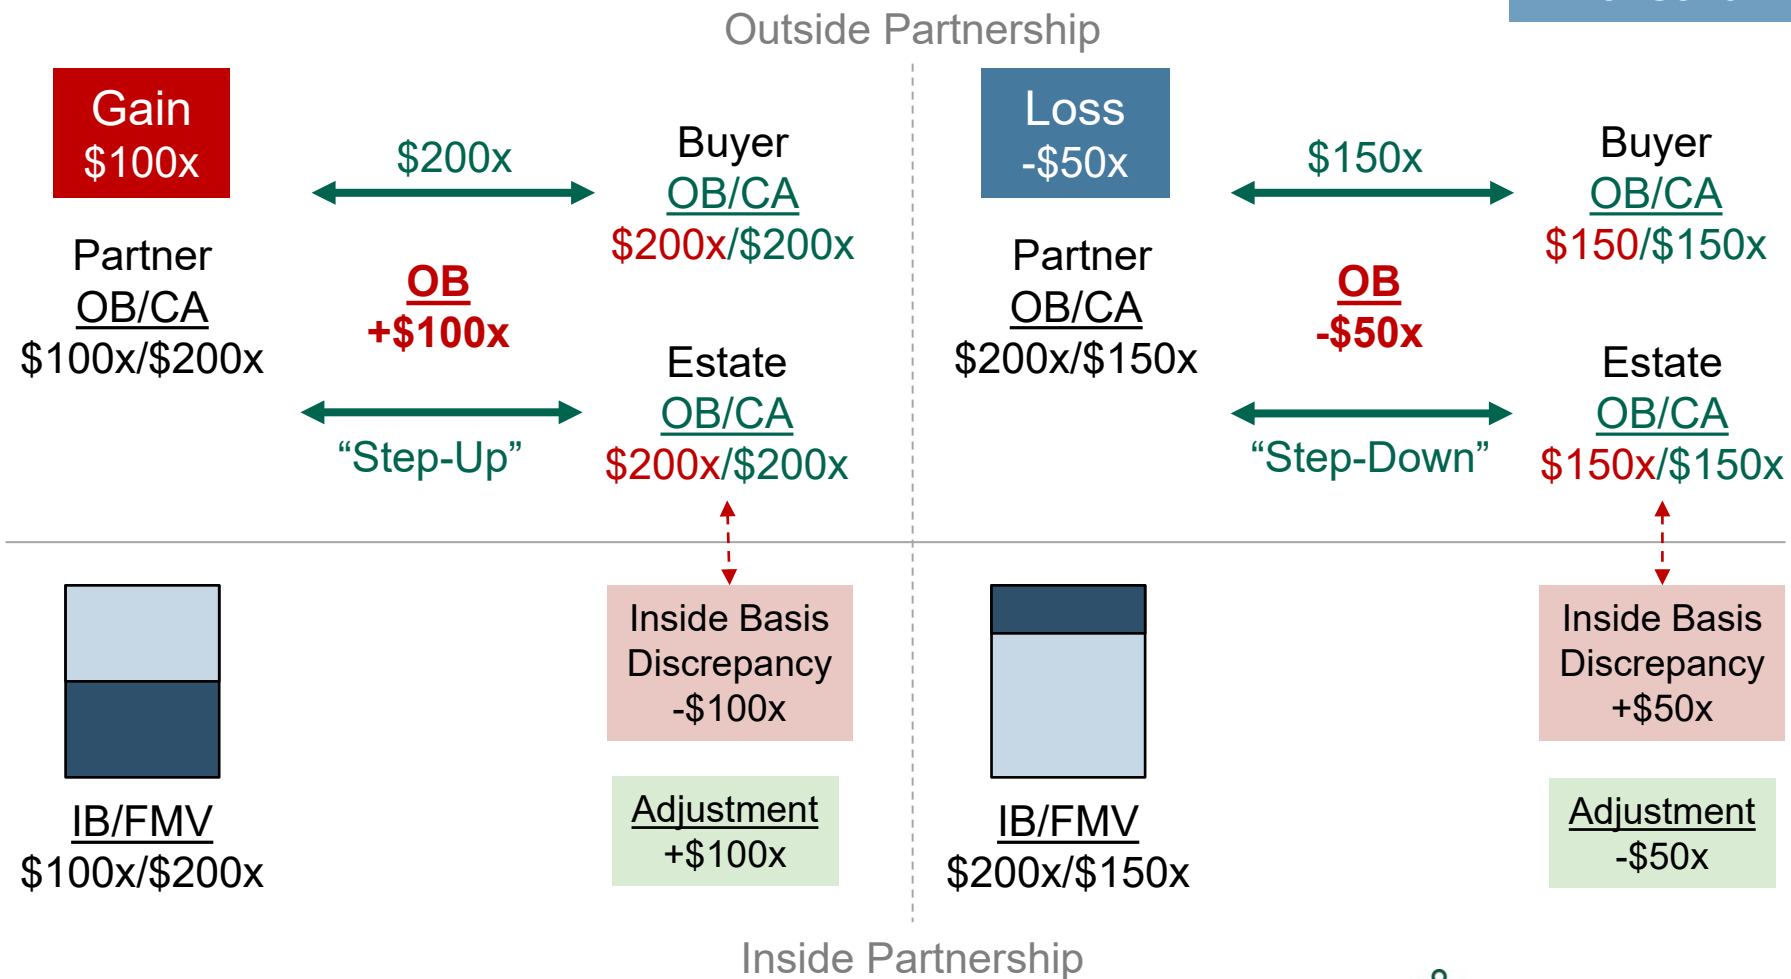 Outside Partnership
Gain
$100x
$200x
Buyer
OB/CA
$200x/$200x
Partner
OB/CA
$100x/$200x
OB
+$100x
Estate
OB/CA
$200x/$200x
“Step-Up”
Loss
-$50x
$150x
Buyer
OB/CA
$150/$150x
Partner
OB/CA
$200x/$150x
OB
-$50x
Estate
OB/CA
$150x/$150x
“Step-Down”
Inside Basis
Discrepancy
-$100x
IB/FMV
$100x/$200x
Adjustment
+$100x
Inside Basis
Discrepancy
+$50x
IB/FMV
$200x/$150x
Adjustment
-$50x
Inside Partnership